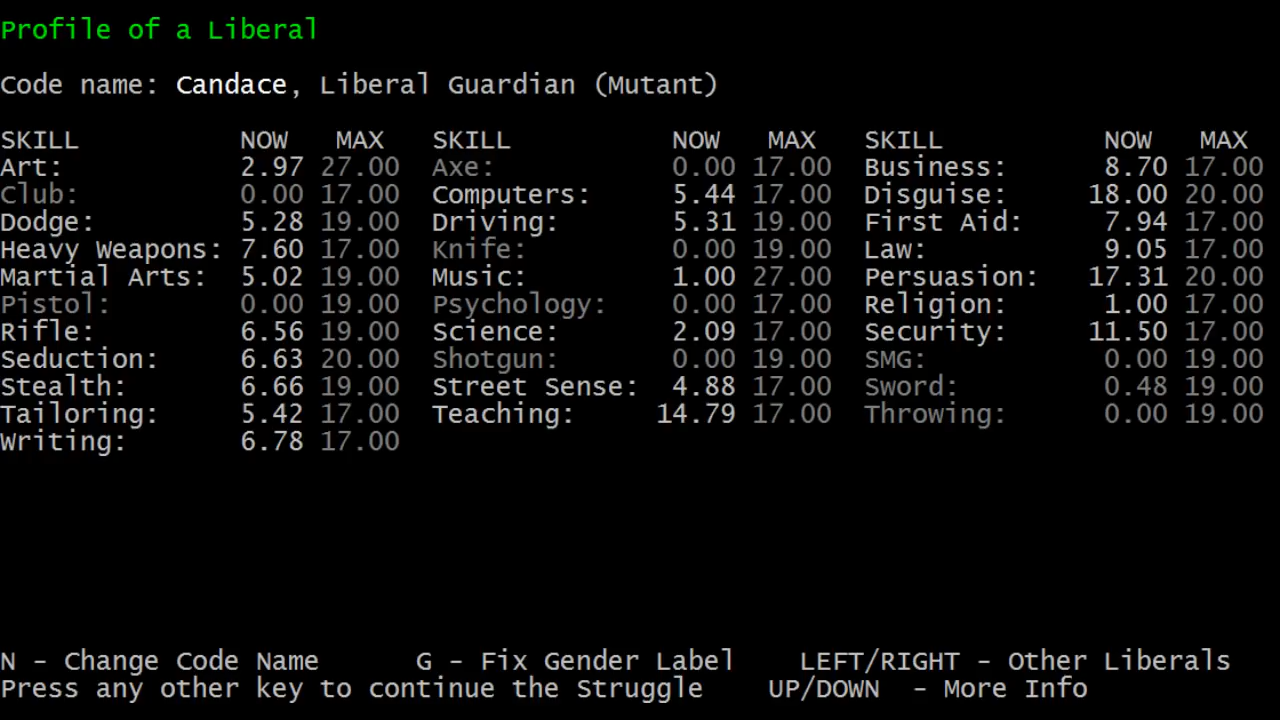 Profile of a Liberal
Code name: Candace, Liberal Guardian (Mutant)
SKILL NOW MAX SKILL NOW MAX SKILL NOW MAX
Art: 2.97 27.00 Axe: 0.00 17.00 Business: 8.70 17.00
Club: 0.00 17.00 Computers: 5.44 17.00 Disguise: 18.00 20.00
Dodge: 5.28 19.00 Driving: 5.31 19.00 First Aid: 7.94 17.00
Heavy Weapons: 7.60 17.00 Knife: 0.00 19.00 Law: 9.05 17.00
Martial Arts: 5.02 19.00 Music: 1.00 27.00 Persuasion: 17.31 20.00
Pistol: 0.00 19.00 Psychology: 0.00 17.00 Religion: 1.00 17.00
Rifle: 6.56 19.00 Science: 2.09 17.00 Security: 11.50 17.00
Seduction: 6.63 20.00 Shotgun: 0.00 19.00 SMG: 0.00 19.00
Stealth: 6.66 19.00 Street Sense: 4.88 17.00 Sword: 0.48 19.00
Tailoring: 5.42 17.00 Teaching: 14.79 17.00 Throwing: 0.00 19.00
Writing: 6.78 17.00
N - Change Code Name G - Fix Gender Label LEFT/RIGHT - Other Liberals
Press any other key to continue the Struggle UP/DOWN - More Info